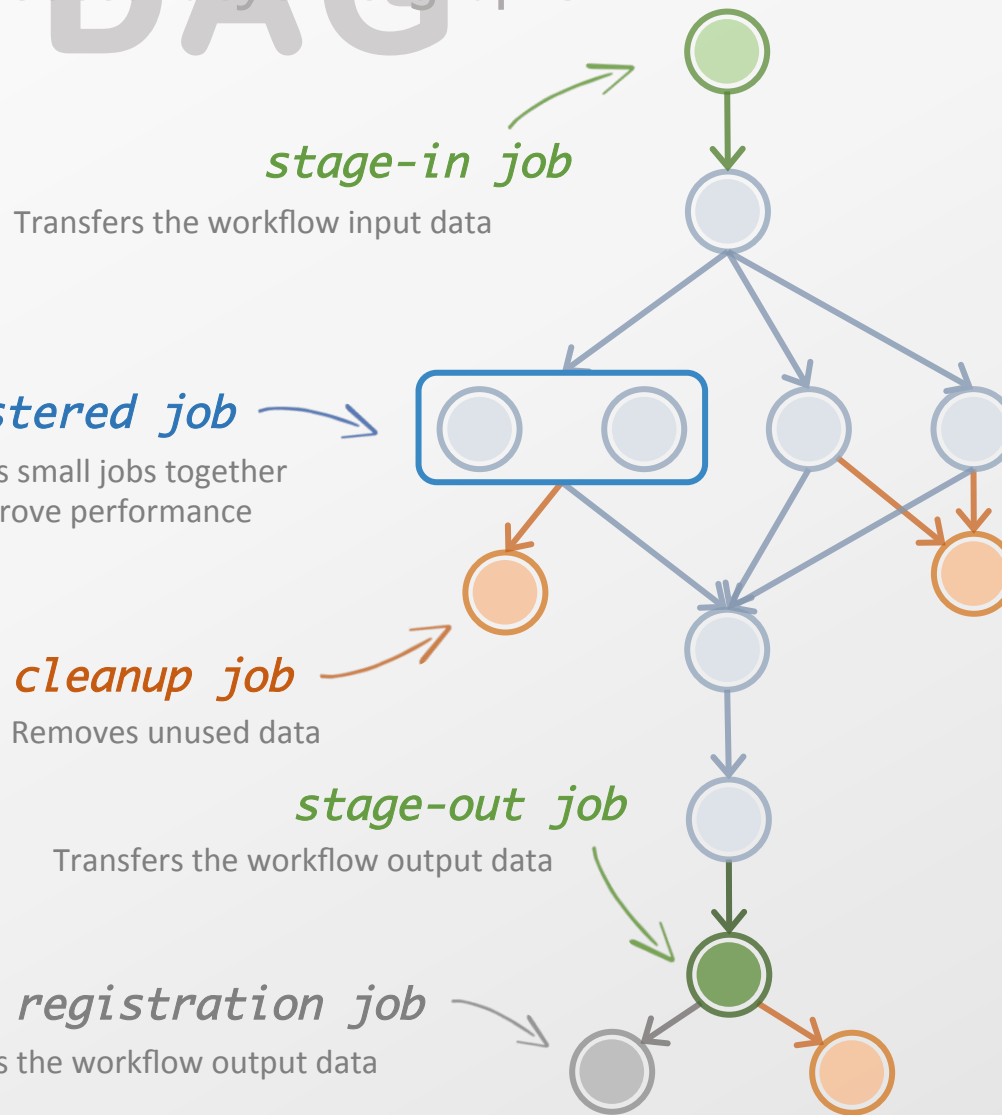 DAG
stage-in job
Transfers the workflow input data
stered job
s small jobs together
rove performance
cleanup job
Removes unused data
stage-out job
Transfers the workflow output data
registration job
s the workflow output data